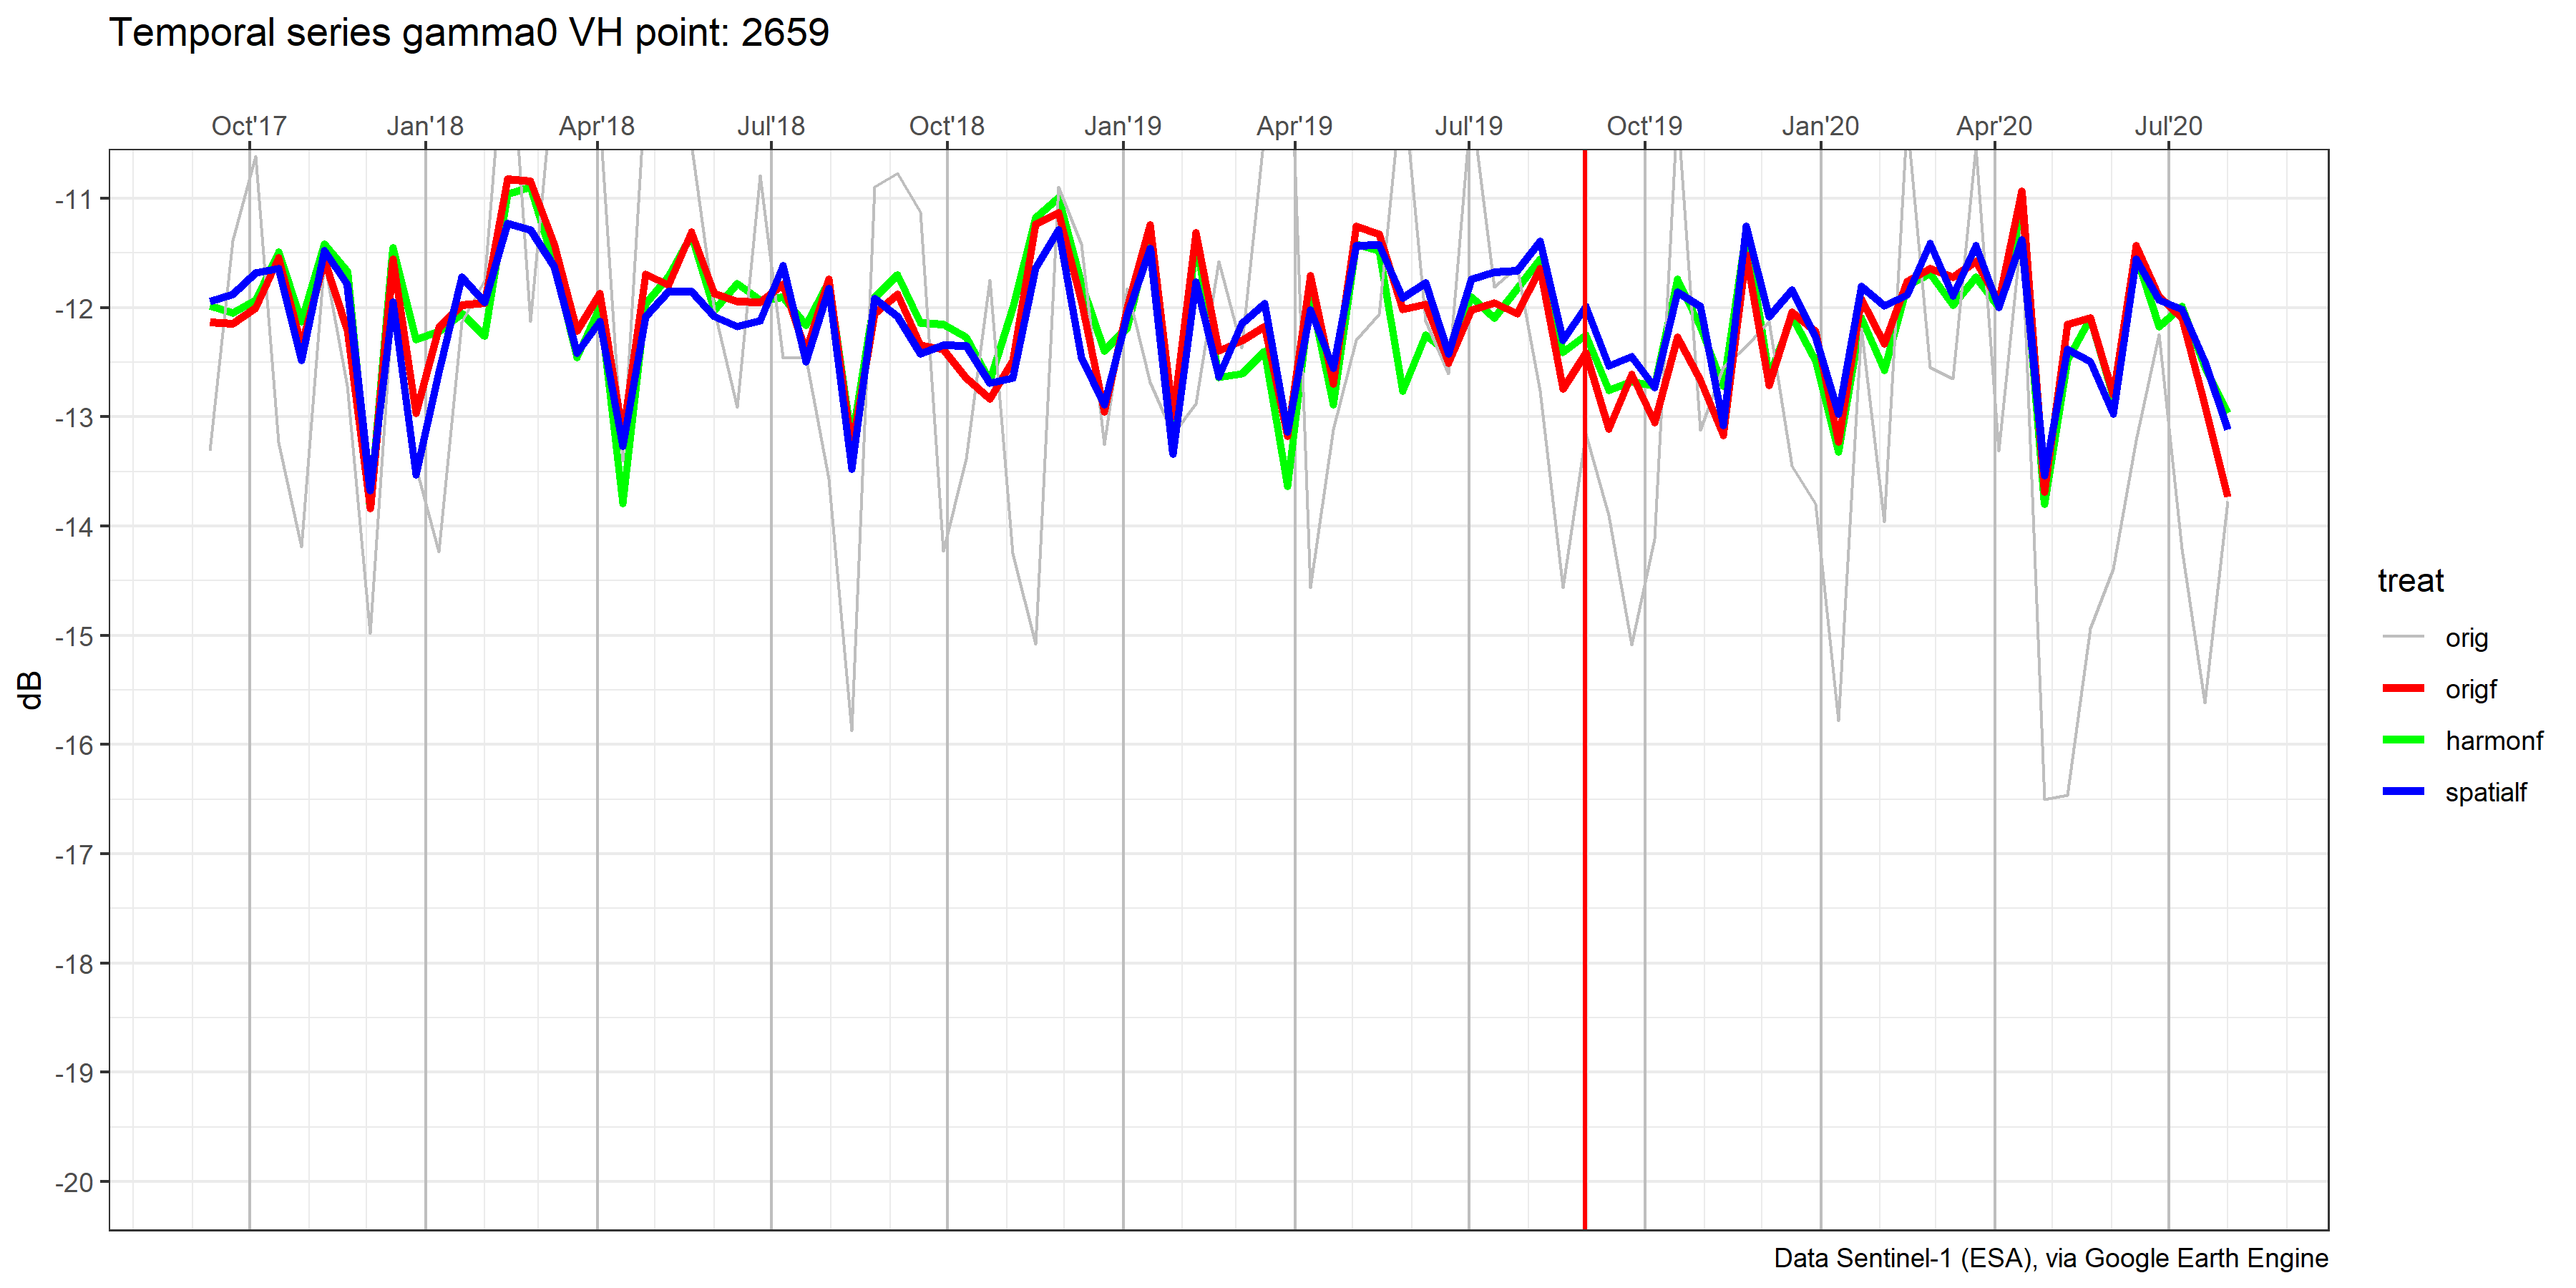 Temporal series gamma0 VH point: 2659
Oct'17 Jan'18 Apr'18 Jul'18 Oct'18 Jan'19 Apr'19 Jul'19 Oct'19 Jan'20 Apr'20 Jul'20
-11
-12
-13
-14
-15
-16
-17
-18
-19
-20
dB
treat
orig
origf
harmonf
spatialf
Data Sentinel-1 (ESA), via Google Earth Engine